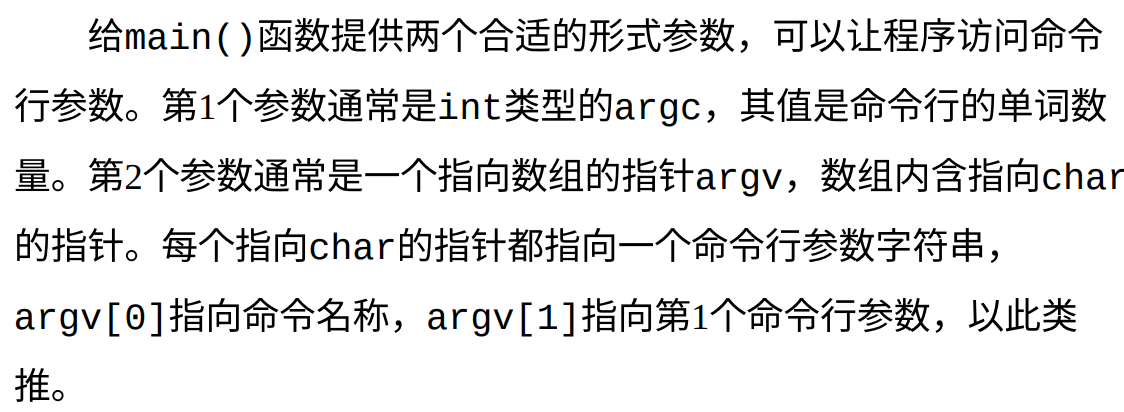 给main()函数提供两个合适的形式参数，可以让程序访问命令
行参数。第1个参数通常是int类型的argc，其值是命令行的单词数
量。第2个参数通常是一个指向数组的指针argv，数组内含指向char
的指针。每个指向char的指针都指向一个命令行参数字符串，
argv[0]指向命令名称，argv[1]指向第1个命令行参数，以此类
推。